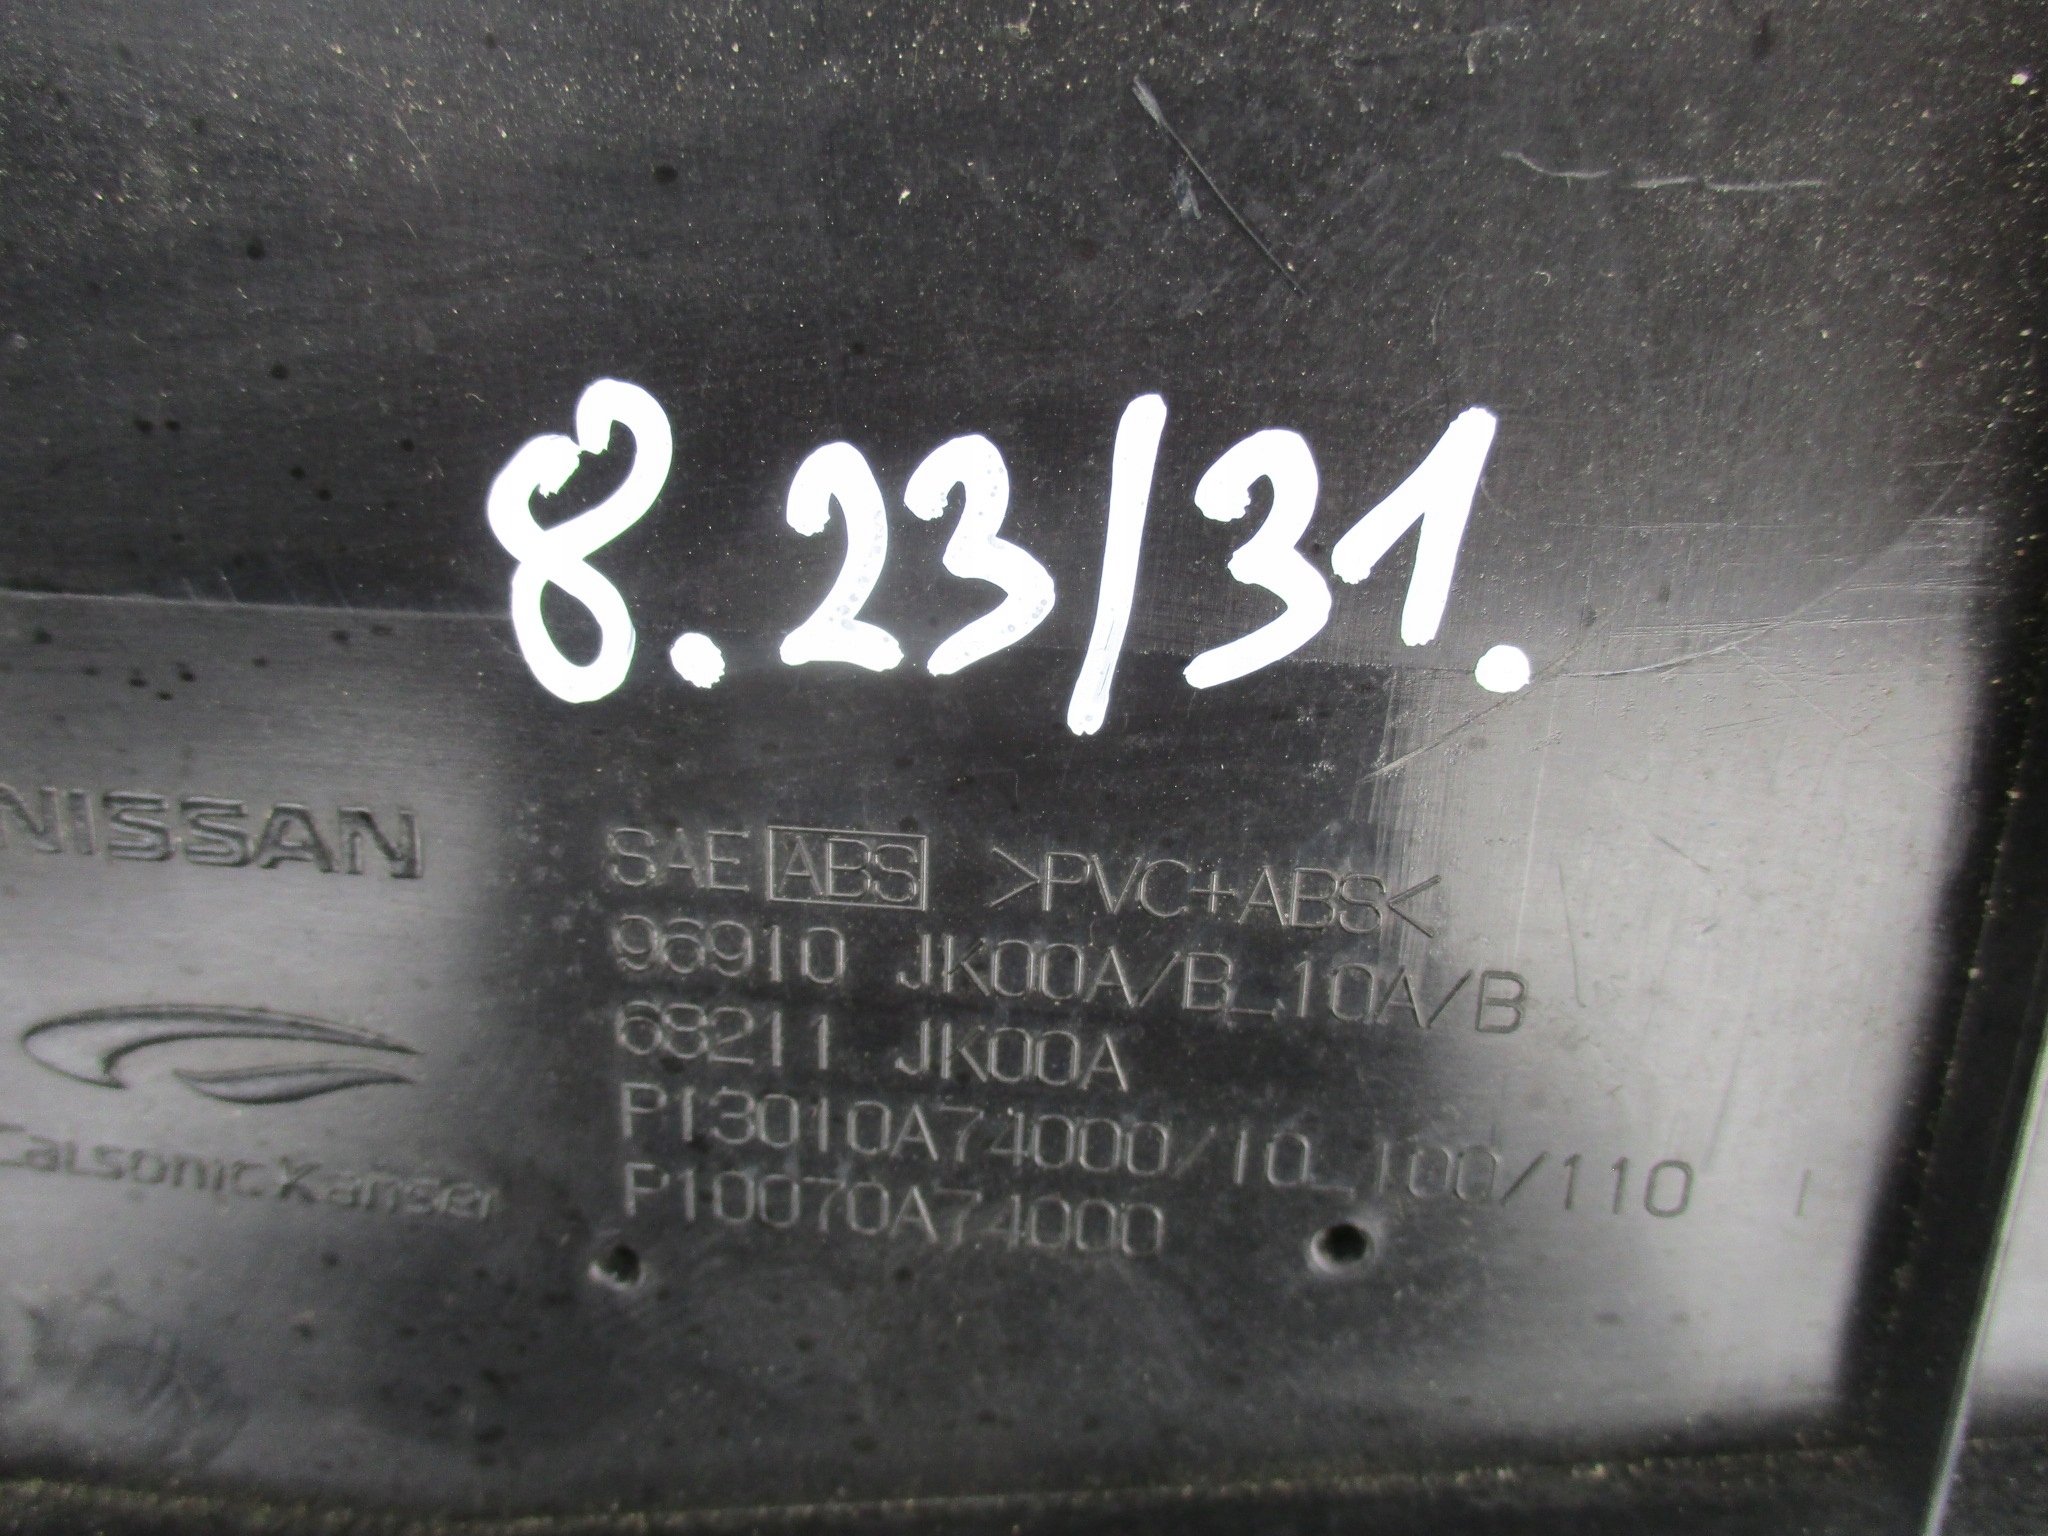 8.23/31.
NISSAN
SAE ABS >PVC+ABS<
96910 JK00A/B_10A/B
68211 JK00A
P13010A74000/10_100/110
P10070A74000
CalsonicKansei